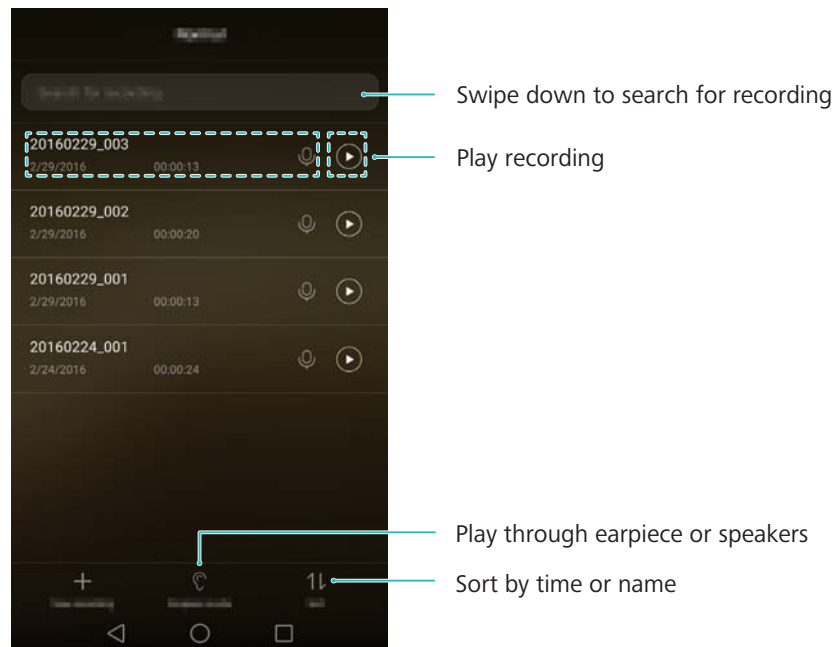 Swipe down to search for recording
20160229_003
2/29/2016 00:00:13
Play recording
20160229_002
2/29/2016 00:00:20
20160229_001
2/29/2016 00:00:13
20160224_001
2/24/2016 00:00:24
Play through earpiece or speakers
Sort by time or name